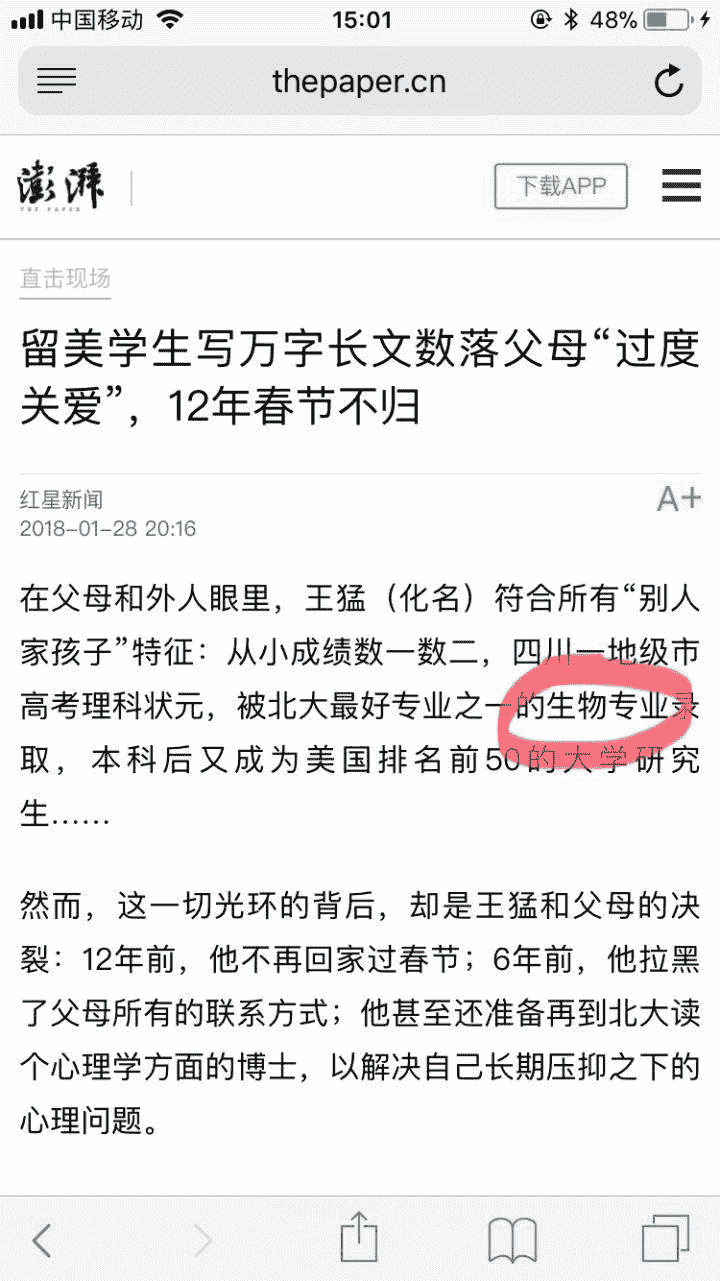 中国移动 15:01 48%
thepaper.cn
澎湃 下载APP
THE PAPER
直击现场
留美学生写万字长文数落父母“过度
关爱”，12年春节不归
红星新闻 A+
2018-01-28 20:16
在父母和外人眼里，王猛（化名）符合所有“别人
家孩子”特征：从小成绩数一数二，四川一地级市
高考理科状元，被北大最好专业之一的生物专业录
取，本科后又成为美国排名前50的大学研究
生……
然而，这一切光环的背后，却是王猛和父母的决
裂：12年前，他不再回家过春节；6年前，他拉黑
了父母所有的联系方式；他甚至还准备再到北大读
个心理学方面的博士，以解决自己长期压抑之下的
心理问题。